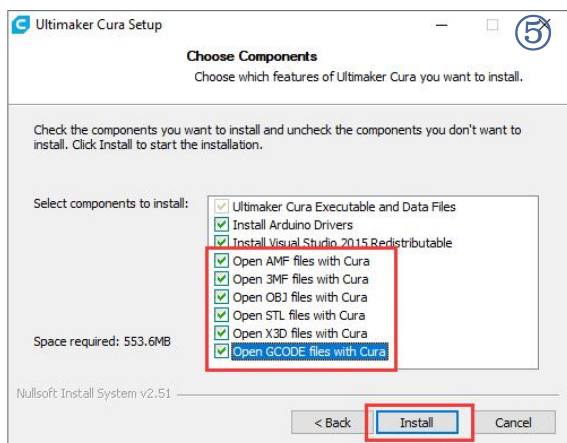 Ultimaker Cura Setup
⑤
Choose Components
Choose which features of Ultimaker Cura you want to install.
Check the components you want to install and uncheck the components you don't want to
install. Click Install to start the installation.
Select components to install:
Ultimaker Cura Executable and Data Files
Install Arduino Drivers
Install Visual Studio 2015 Redistributable
Open AMF files with Cura
Open 3MF files with Cura
Open OBJ files with Cura
Open STL files with Cura
Open X3D files with Cura
Open GCODE files with Cura
Space required: 553.6MB
Nullsoft Install System v2.51
< Back
Install
Cancel